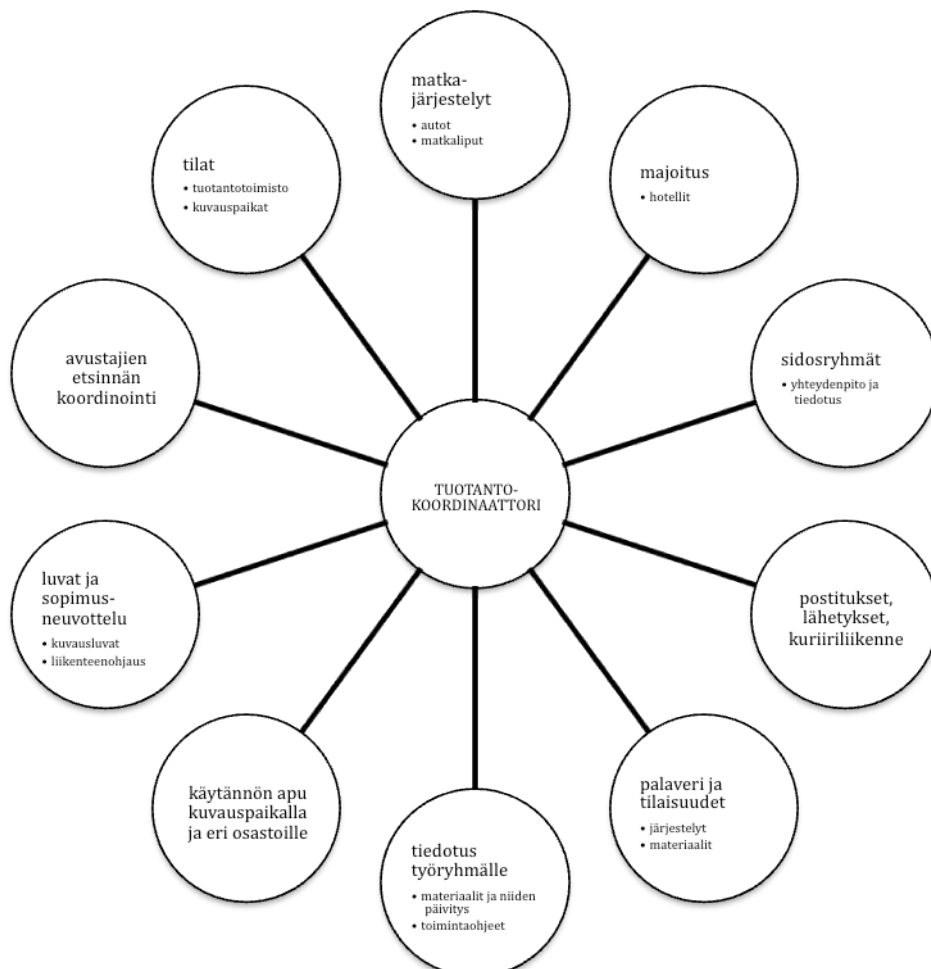 matka-
järjestelyt
• autot
• matkaliput
tilat
• tuotantotoimisto
• kuvauspaikat
majoitus
• hotellit
avustajien
etsinnän
koordinointi
sidosryhmät
• yhteydenpito ja
tiedotus
TUOTANTO-
KOORDINAATTORI
luvat ja
sopimus-
neuvottelu
• kuvausluvat
• liikenteenohjaus
postitukset,
lähetykset,
kuriiriliikenne
käytännön apu
kuvauspaikalla
ja eri osastoille
palaveri ja
tilaisuudet
• järjestelyt
• materiaalit
tiedotus
työryhmälle
• materiaalit ja niiden
päivitys
• toimintaohjeet